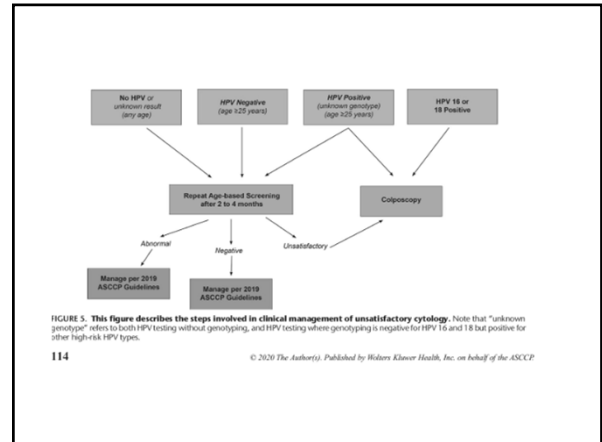 No HPV or
unknown result
(any age)
HPV Negative
(age ≥25 years)
HPV Positive
(unknown genotype)
(age ≥25 years)
HPV 16 or
18 Positive
Repeat Age-based Screening
after 2 to 4 months
Colposcopy
Abnormal
Negative
Unsatisfactory
Manage per 2019
ASCCP Guidelines
Manage per 2019
ASCCP Guidelines
FIGURE 5. This figure describes the steps involved in clinical management of unsatisfactory cytology. Note that "unknown
genotype" refers to both HPV testing without genotyping, and HPV testing where genotyping is negative for HPV 16 and 18 but positive for
other high-risk HPV types.
114
© 2020 The Author(s). Published by Wolters Kluwer Health, Inc. on behalf of the ASCCP.